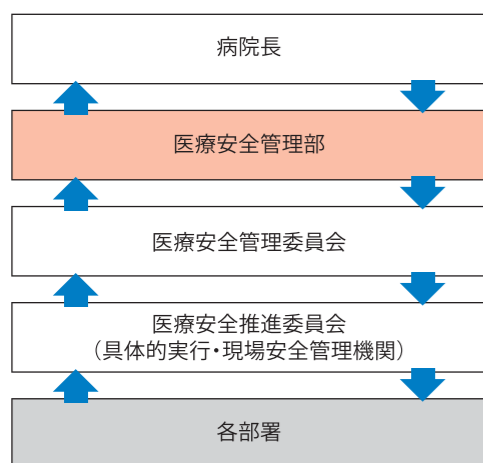 病院長
医療安全管理部
医療安全管理委員会
医療安全推進委員会
（具体的実行・現場安全管理機関）
各部署